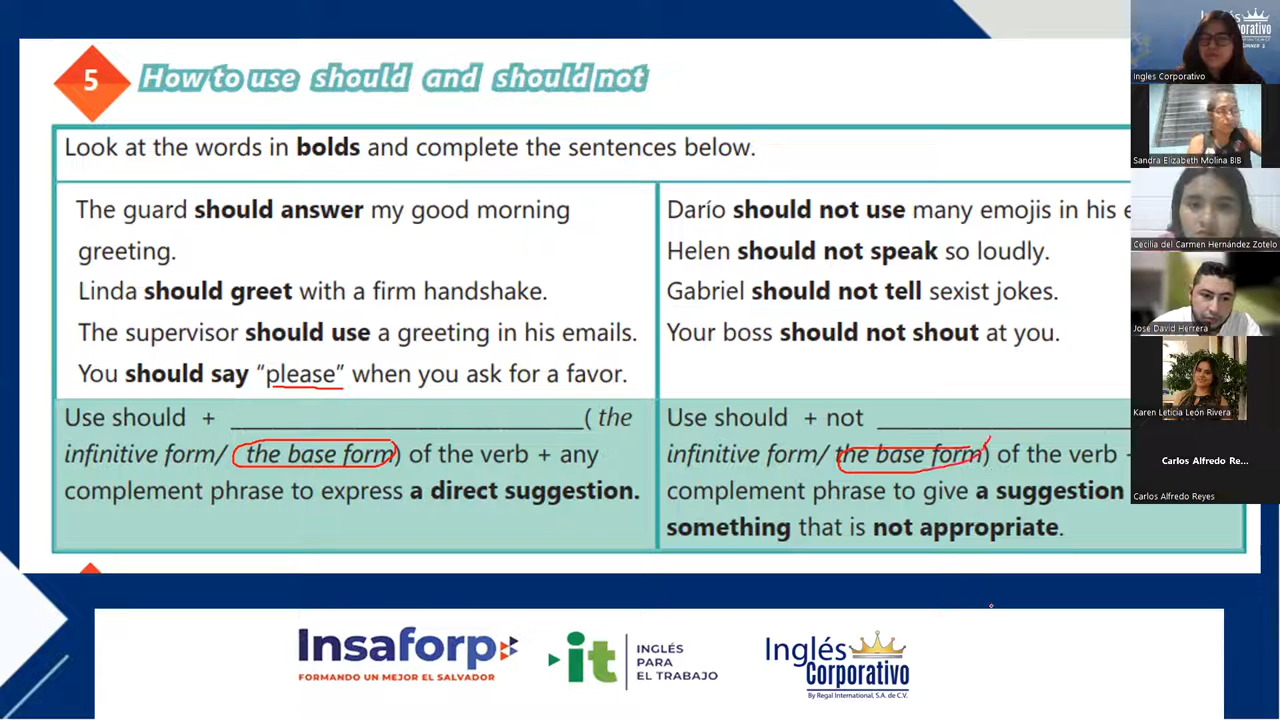 5
How to use should and should not
Look at the words in bolds and complete the sentences below.
The guard should answer my good morning
greeting.
Linda should greet with a firm handshake.
The supervisor should use a greeting in his emails.
You should say “please” when you ask for a favor.
Darío should not use many emojis in his e
Helen should not speak so loudly.
Gabriel should not tell sexist jokes.
Your boss should not shout at you.
Use should + ______________________________( the
infinitive form/ the base form) of the verb + any
complement phrase to express a direct suggestion.
Use should + not ______________________
infinitive form/ the base form) of the verb
complement phrase to give a suggestion
something that is not appropriate.
Inglés
Ingles Corporativo
Sandra Elizabeth Molina BIB
Cecilia del Carmen Hernández Zotelo
José David Herrera
Karen Leticia León Rivera
Carlos Alfredo Re...
Carlos Alfredo Reyes
Insaforp
FORMANDO UN MEJOR EL SALVADOR
it
INGLÉS
PARA
EL TRABAJO
Inglés
Corporativo
By Regal International, S.A. de C.V.